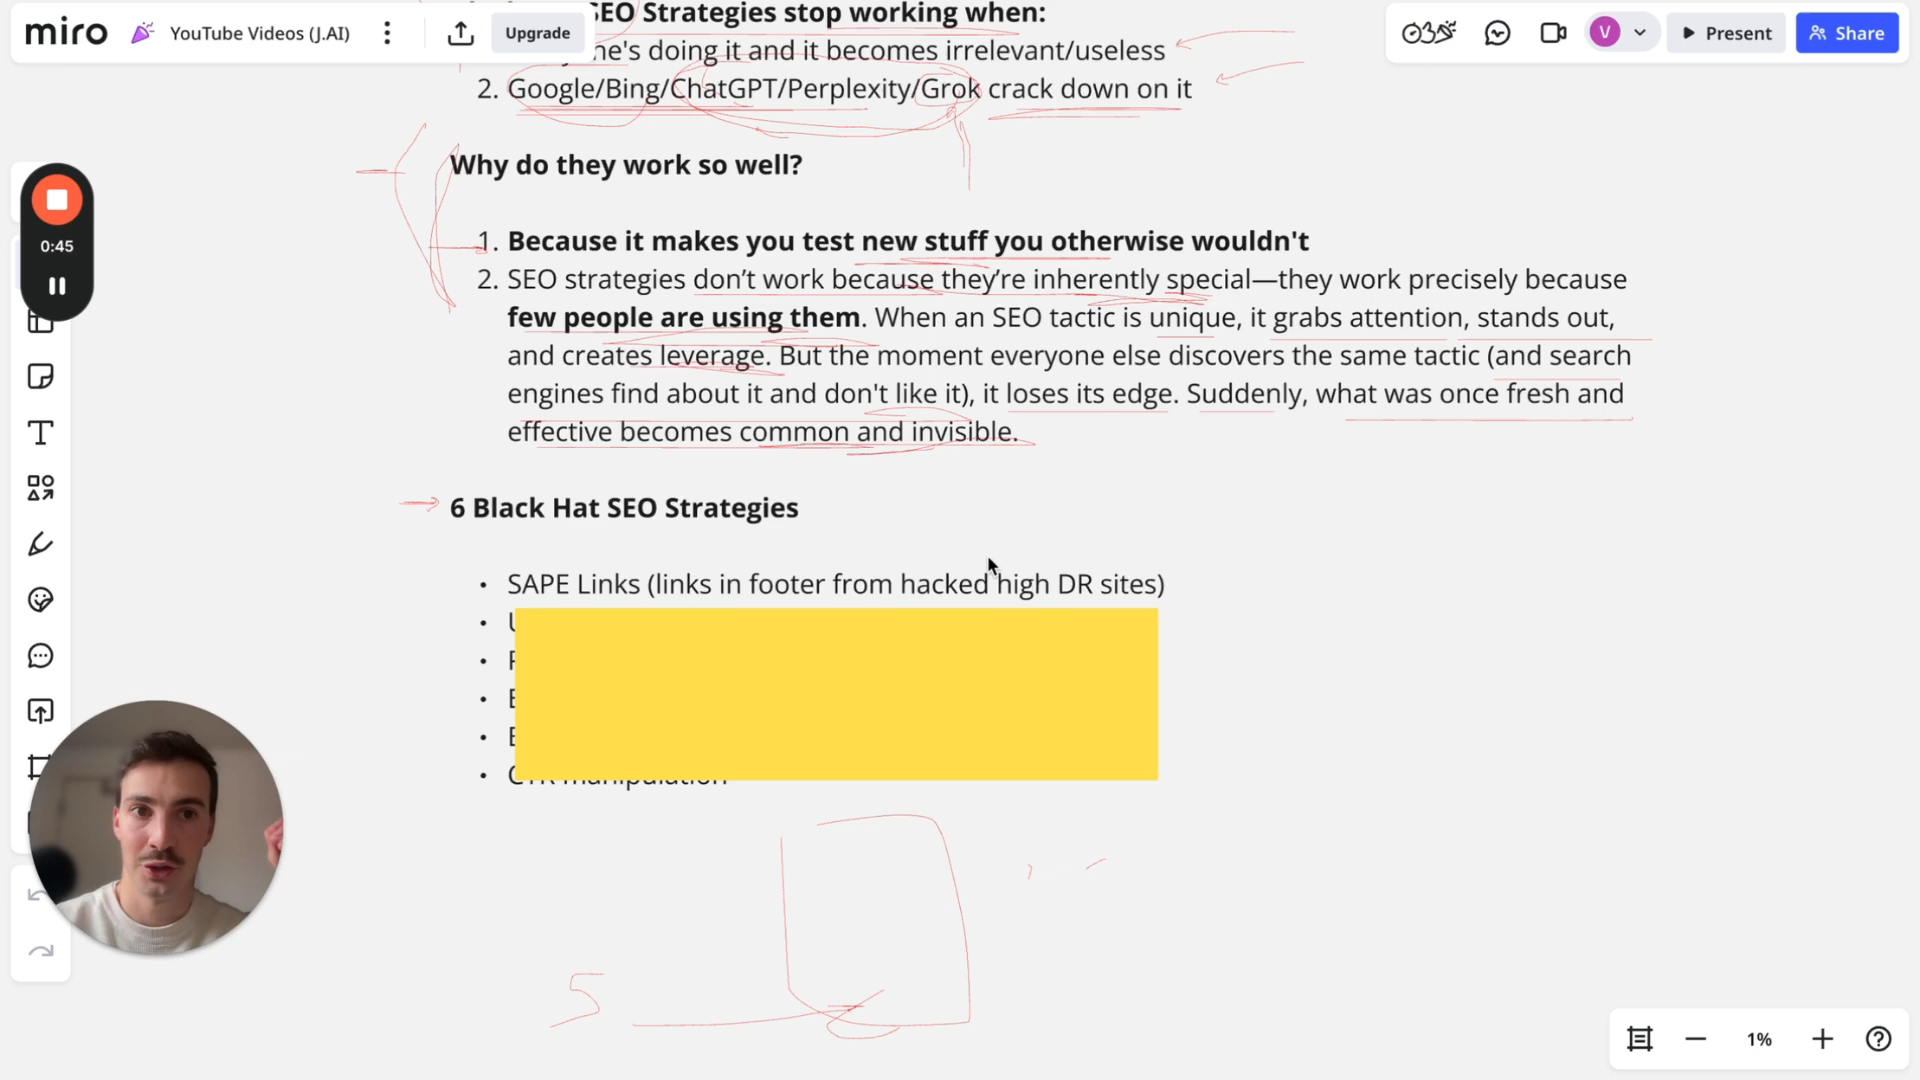 SEO Strategies stop working when:
miro YouTube Videos (J.AI) Upgrade
Present Share
V
ne's doing it and it becomes irrelevant/useless
2. Google/Bing/ChatGPT/Perplexity/Grok crack down on it
Why do they work so well?
0:45
1. Because it makes you test new stuff you otherwise wouldn't
2. SEO strategies don’t work because they’re inherently special—they work precisely because
few people are using them. When an SEO tactic is unique, it grabs attention, stands out,
and creates leverage. But the moment everyone else discovers the same tactic (and search
engines find about it and don't like it), it loses its edge. Suddenly, what was once fresh and
effective becomes common and invisible.
6 Black Hat SEO Strategies
• SAPE Links (links in footer from hacked high DR sites)
•
•
•
•
• CTR manipulation
5
1%